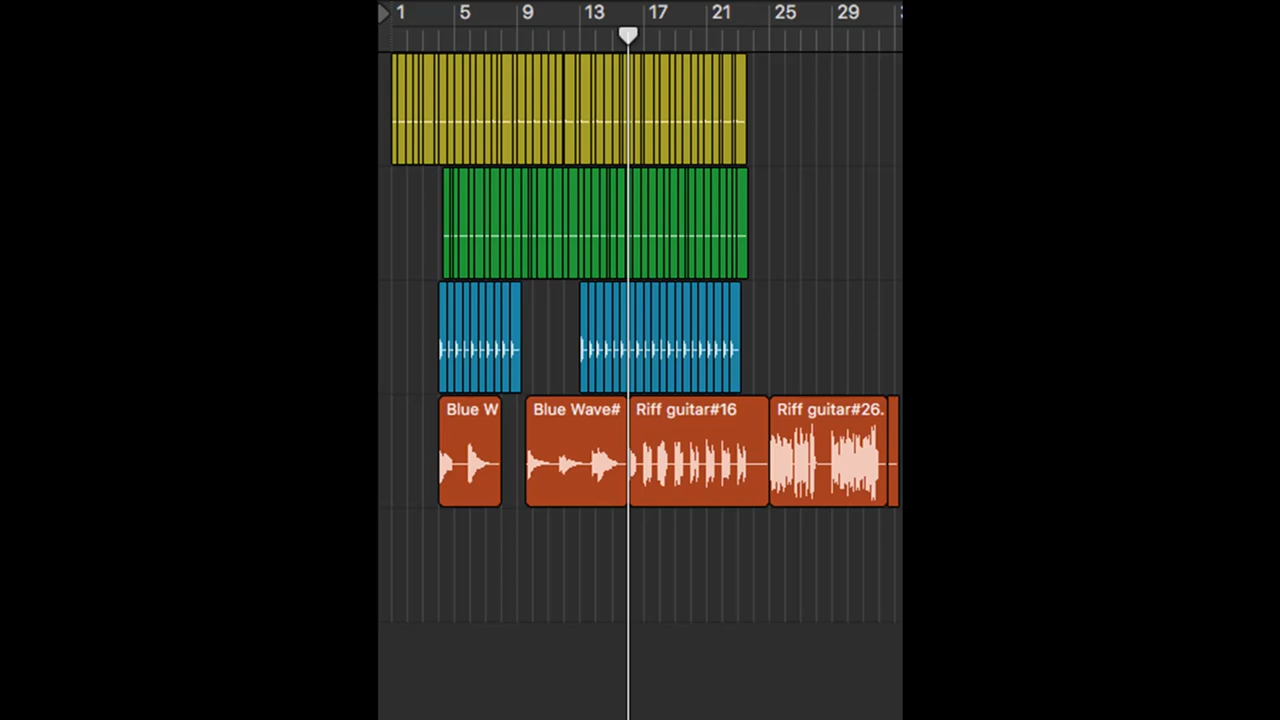 1 5 9 13 17 21 25 29
Blue W Blue Wave# Riff guitar#16 Riff guitar#26.